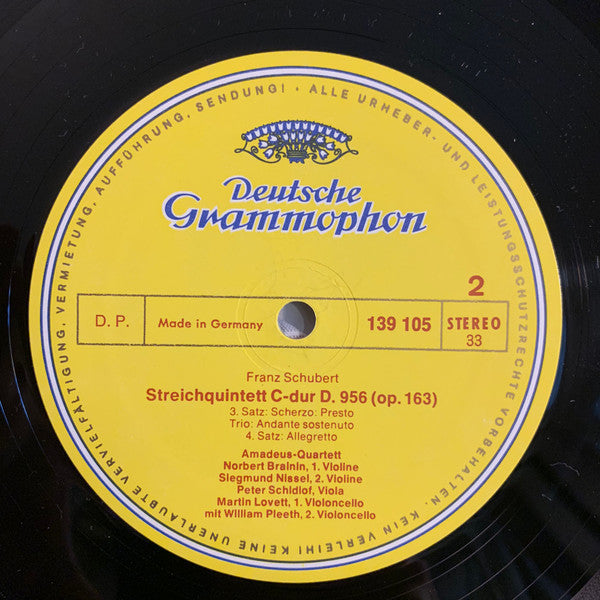 ALLE URHEBER- UND LEISTUNGSSCHUTZRECHTE VORBEHALTEN. KEIN VERLEIH! KEINE UNERLAUBTE VERVIELFÄLTIGUNG, VERMIETUNG, AUFFÜHRUNG, SENDUNG! ·
Deutsche
Grammophon
2
D. P.
Made in Germany
139 105
STEREO
33
Franz Schubert
Streichquintett C-dur D. 956 (op. 163)
3. Satz: Scherzo: Presto
Trio: Andante sostenuto
4. Satz: Allegretto
Amadeus-Quartett
Norbert Brainin, 1. Violine
Siegmund Nissel, 2. Violine
Peter Schidlof, Viola
Martin Lovett, 1. Violoncello
mit William Pleeth, 2. Violoncello